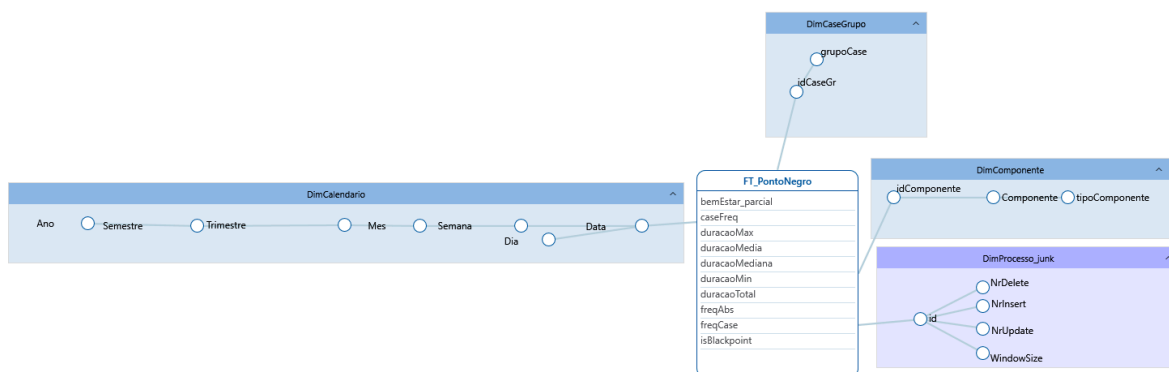 DimCaseGrupo
grupoCase
idCaseGr
DimCalendario
Ano
Semestre
Trimestre
Mes
Semana
Dia
Data
FT_PontoNegro
bemEstar_parcial
caseFreq
duracaoMax
duracaoMedia
duracaoMediana
duracaoMin
duracaoTotal
freqAbs
freqCase
isBlackpoint
DimComponente
idComponente
Componente
tipoComponente
DimProcesso_junk
id
NrDelete
NrInsert
NrUpdate
WindowSize